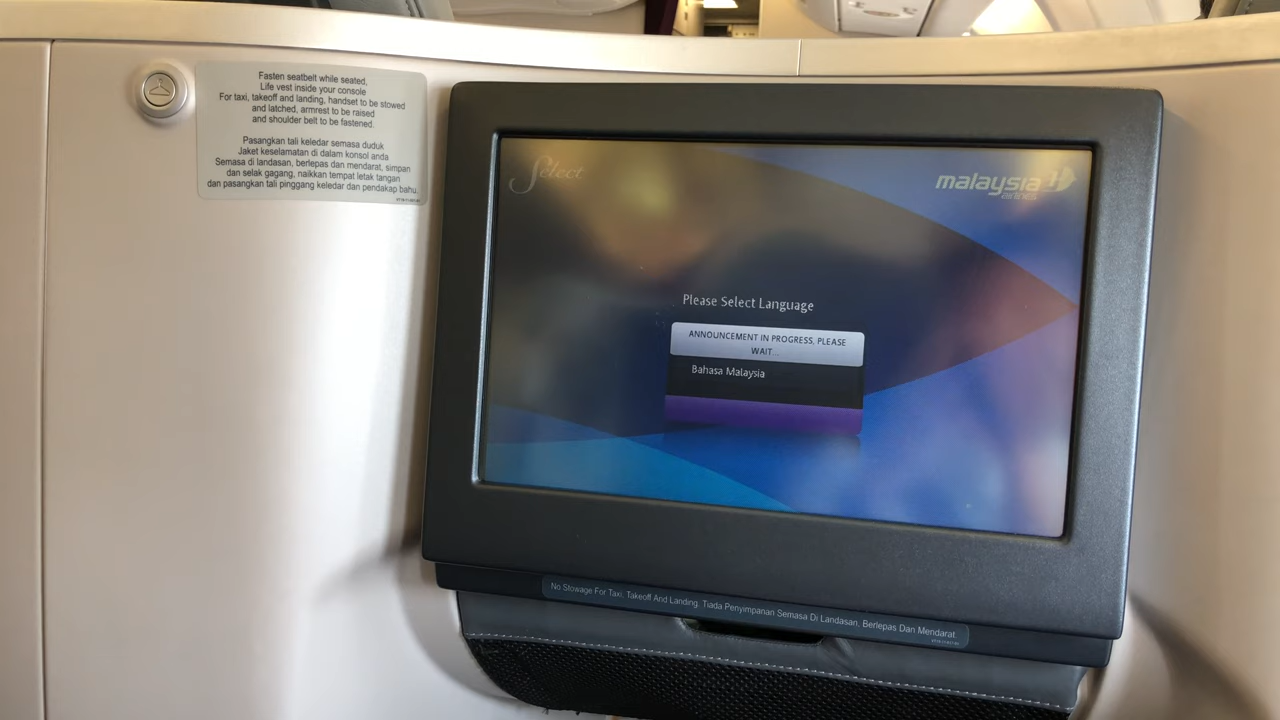 Fasten seatbelt while seated,
Life vest inside your console
For taxi, takeoff and landing, handset to be stowed
and latched, armrest to be raised
and shoulder belt to be fastened.
Pasangkan tali keledar semasa duduk
Jaket keselamatan di dalam konsol anda
Semasa di landasan, berlepas dan mendarat, simpan
dan selak gagang, naikkan tempat letak tangan
dan pasangkan tali pinggang keledar dan pendakap bahu.
Select
malaysia
airlines
Please Select Language
ANNOUNCEMENT IN PROGRESS, PLEASE
WAIT...
Bahasa Malaysia
No Stowage For Taxi, Takeoff And Landing. Tiada Penyimpanan Semasa Di Landasan, Berlepas Dan Mendarat.